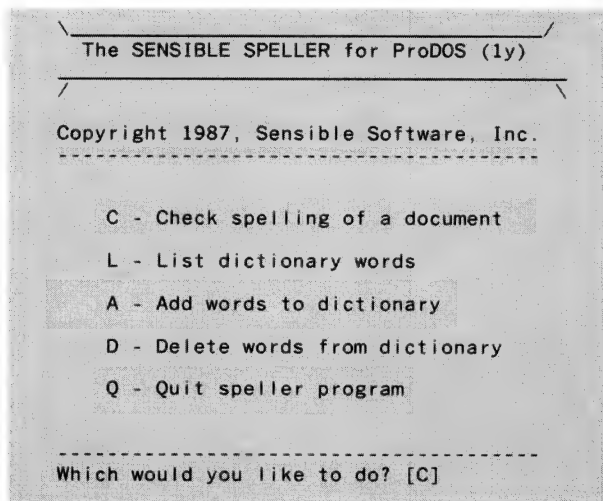 The SENSIBLE SPELLER for ProDOS (1y)
Copyright 1987, Sensible Software, Inc.
C - Check spelling of a document
L - List dictionary words
A - Add words to dictionary
D - Delete words from dictionary
Q - Quit speller program
Which would you like to do? [C]